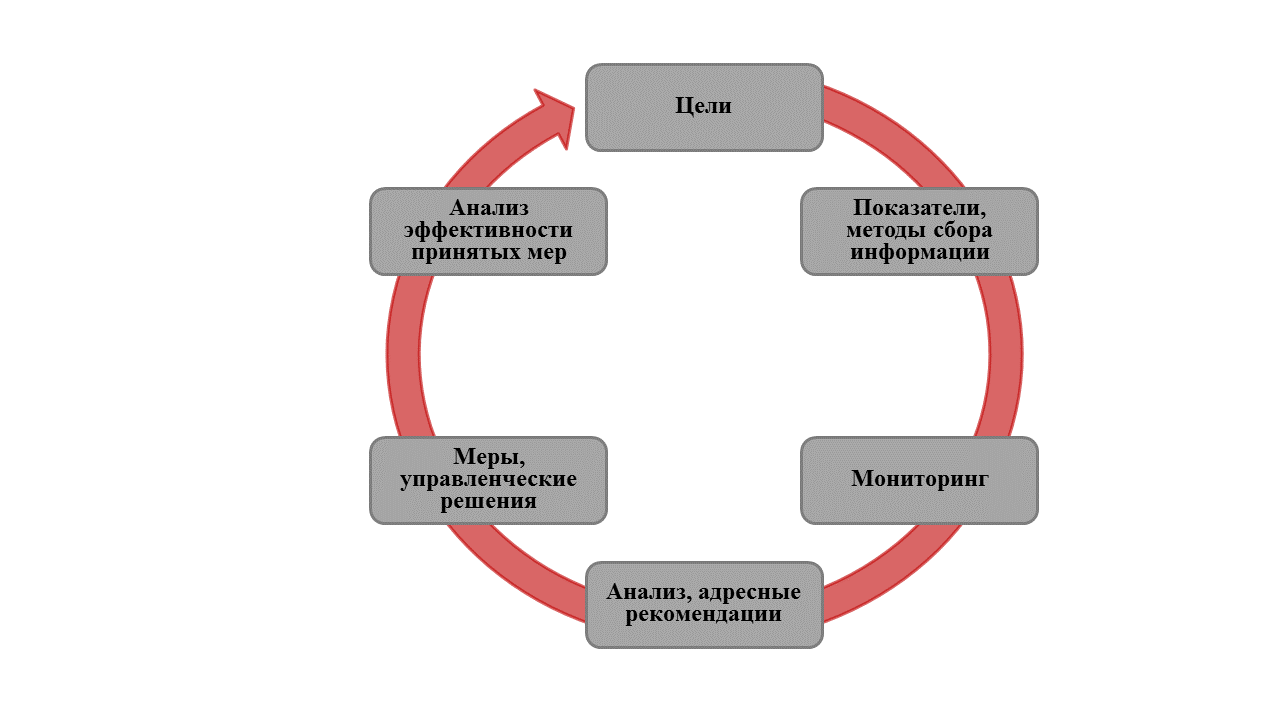 Цели
Показатели,
методы сбора
информации
Мониторинг
Анализ, адресные
рекомендации
Меры,
управленческие
решения
Анализ
эффективности
принятых мер